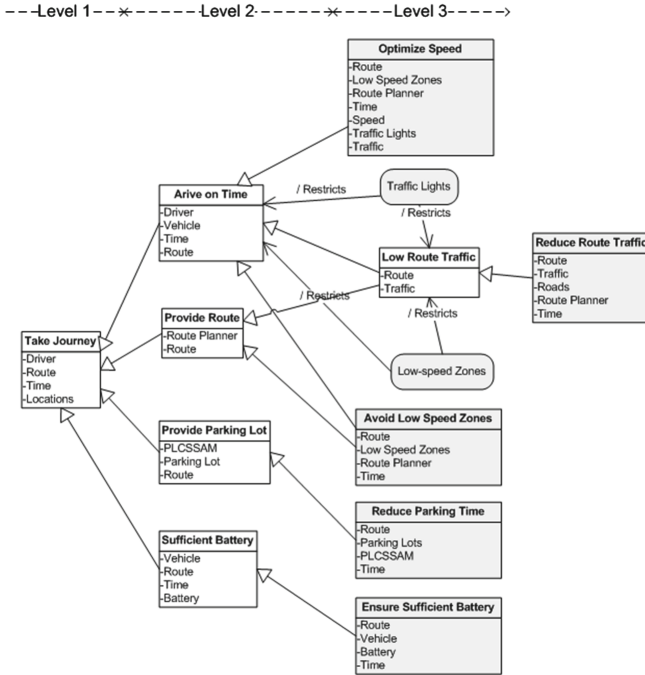 Level 1
Level 2
Level 3
Optimize Speed
-Route
-Low Speed Zones
-Route Planner
-Time
-Speed
-Traffic Lights
-Traffic
Arive on Time
-Driver
-Vehicle
-Time
-Route
/ Restricts
Traffic Lights
/ Restricts
Low Route Traffic
-Route
-Traffic
Reduce Route Traffic
-Route
-Traffic
-Roads
-Route Planner
-Time
/ Restricts
Provide Route
-Route Planner
-Route
/ Restricts
Take Journey
-Driver
-Route
-Time
-Locations
Low-speed Zones
Avoid Low Speed Zones
-Route
-Low Speed Zones
-Route Planner
-Time
Provide Parking Lot
-PLCSSAM
-Parking Lot
-Route
Reduce Parking Time
-Route
-Parking Lots
-PLCSSAM
-Time
Sufficient Battery
-Vehicle
-Route
-Time
-Battery
Ensure Sufficient Battery
-Route
-Vehicle
-Battery
-Time